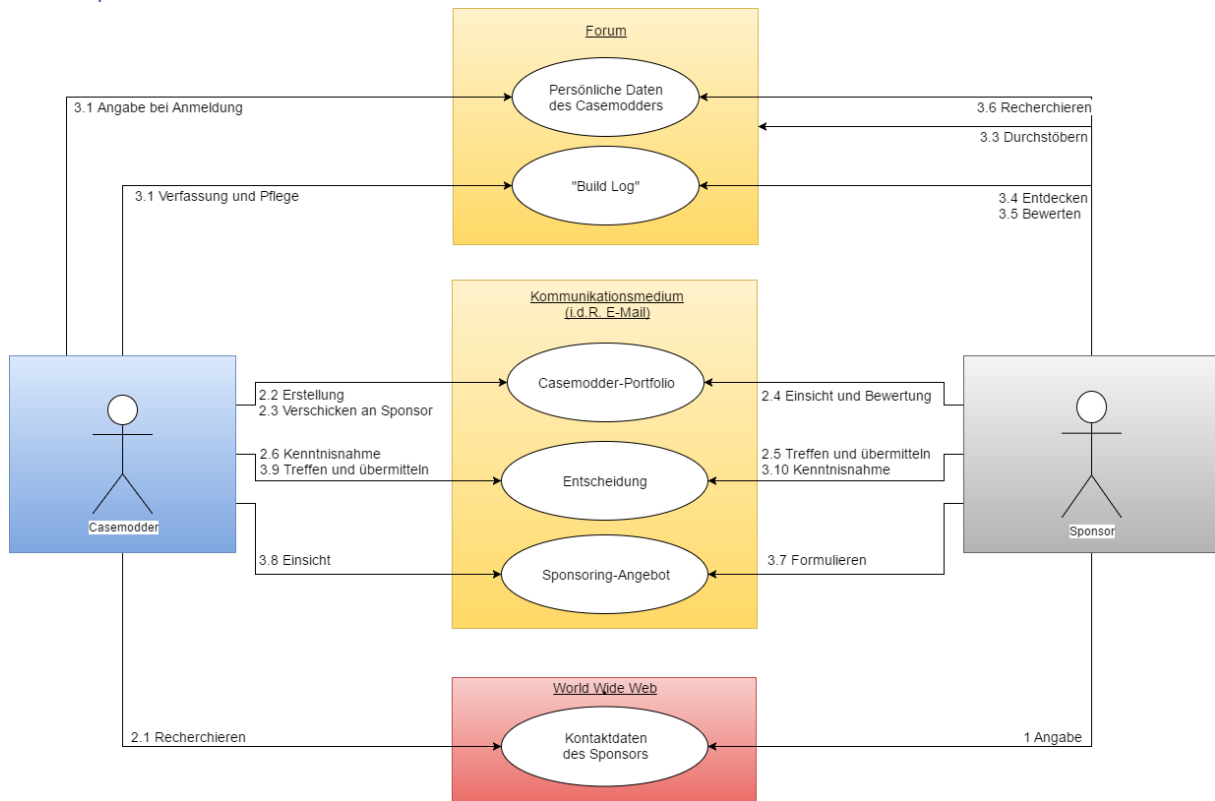 Forum
Persönliche Daten
des Casemodders
3.1 Angabe bei Anmeldung
3.6 Recherchieren
3.3 Durchstöbern
"Build Log"
3.1 Verfassung und Pflege
3.4 Entdecken
3.5 Bewerten
Kommunikationsmedium
(i.d.R. E-Mail)
Casemodder-Portfolio
2.2 Erstellung
2.3 Verschicken an Sponsor
2.4 Einsicht und Bewertung
2.6 Kenntnisnahme
3.9 Treffen und übermitteln
Entscheidung
2.5 Treffen und übermitteln
3.10 Kenntnisnahme
Casemodder
Sponsor
3.8 Einsicht
Sponsoring-Angebot
3.7 Formulieren
World Wide Web
2.1 Recherchieren
Kontaktdaten
des Sponsors
1 Angabe